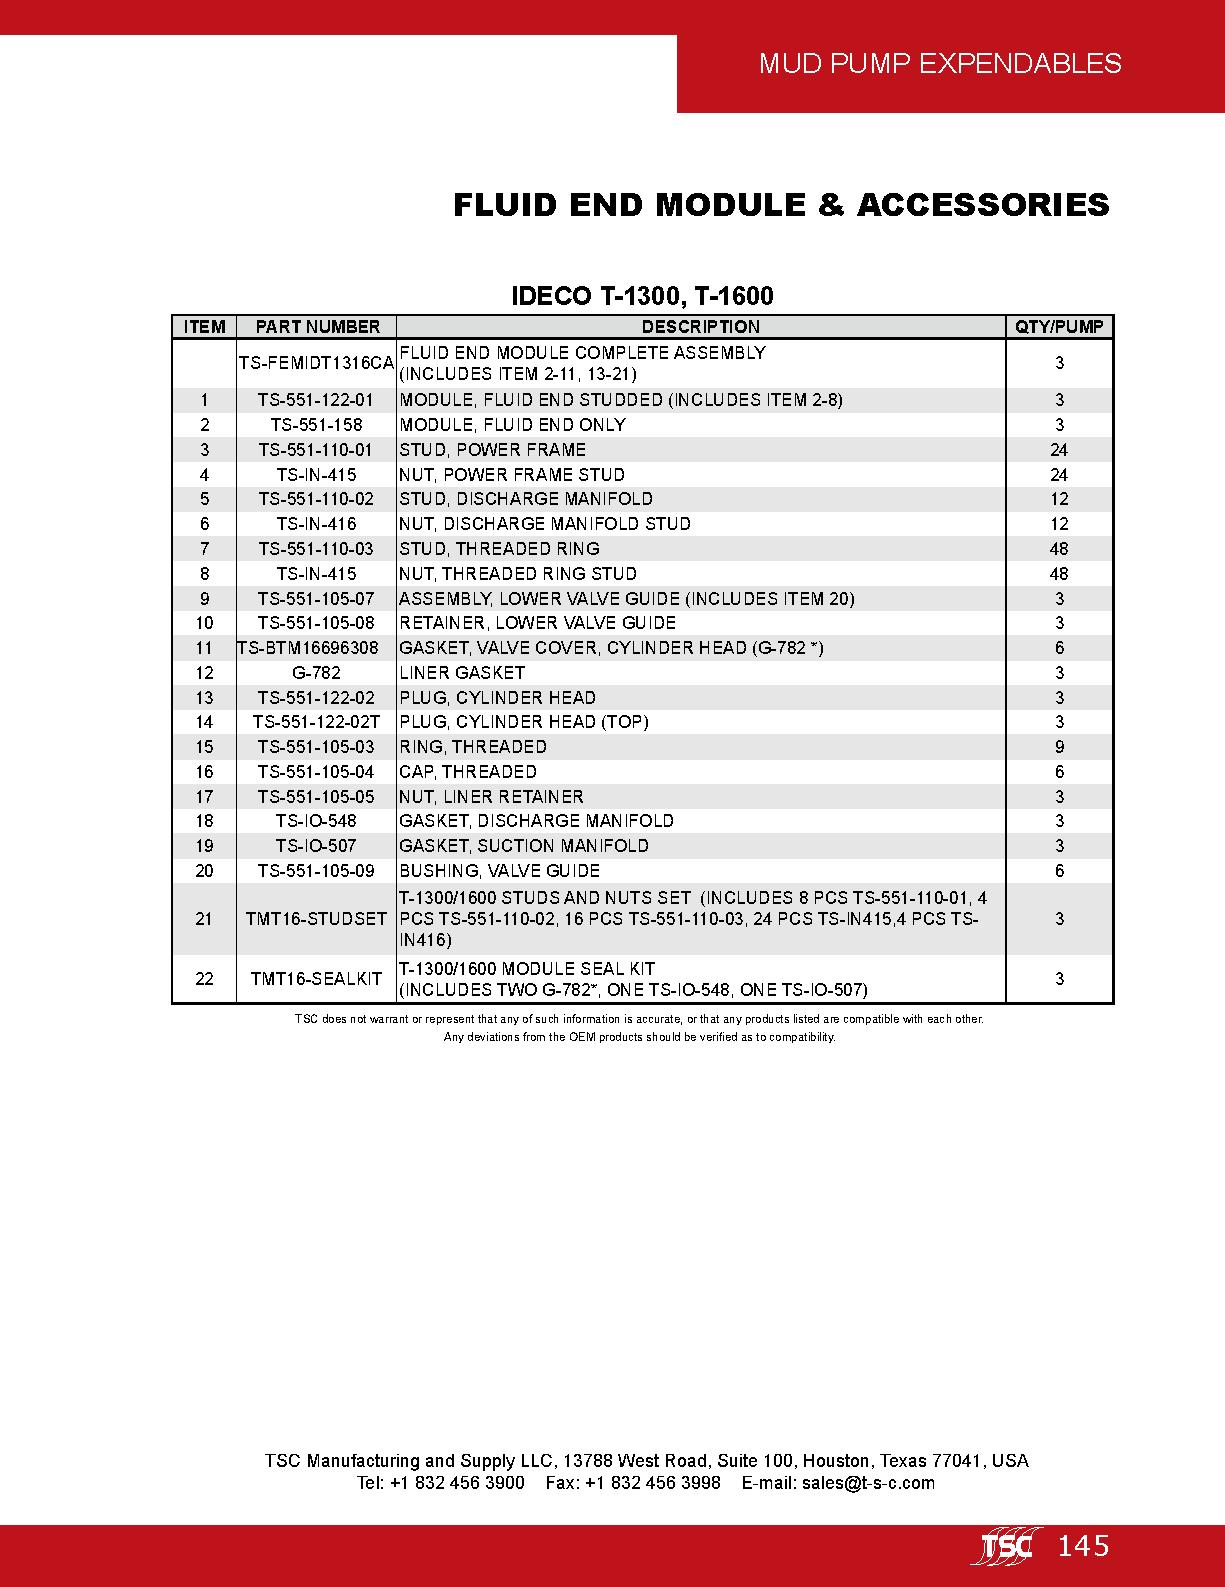 MUD PUMP EXPENDABLES
FLUID END MODULE & ACCESSORIES
IDECO T-1300, T-1600
ITEM PART NUMBER DESCRIPTION QTY/PUMP
TS-FEMIDT1316CA FLUID END MODULE COMPLETE ASSEMBLY
(INCLUDES ITEM 2-11, 13-21) 3
1 TS-551-122-01 MODULE, FLUID END STUDDED (INCLUDES ITEM 2-8) 3
2 TS-551-158 MODULE, FLUID END ONLY 3
3 TS-551-110-01 STUD, POWER FRAME 24
4 TS-IN-415 NUT, POWER FRAME STUD 24
5 TS-551-110-02 STUD, DISCHARGE MANIFOLD 12
6 TS-IN-416 NUT, DISCHARGE MANIFOLD STUD 12
7 TS-551-110-03 STUD, THREADED RING 48
8 TS-IN-415 NUT, THREADED RING STUD 48
9 TS-551-105-07 ASSEMBLY, LOWER VALVE GUIDE (INCLUDES ITEM 20) 3
10 TS-551-105-08 RETAINER, LOWER VALVE GUIDE 3
11 TS-BTM16696308 GASKET, VALVE COVER, CYLINDER HEAD (G-782 *) 6
12 G-782 LINER GASKET 3
13 TS-551-122-02 PLUG, CYLINDER HEAD 3
14 TS-551-122-02T PLUG, CYLINDER HEAD (TOP) 3
15 TS-551-105-03 RING, THREADED 9
16 TS-551-105-04 CAP, THREADED 6
17 TS-551-105-05 NUT, LINER RETAINER 3
18 TS-IO-548 GASKET, DISCHARGE MANIFOLD 3
19 TS-IO-507 GASKET, SUCTION MANIFOLD 3
20 TS-551-105-09 BUSHING, VALVE GUIDE 6
T-1300/1600 STUDS AND NUTS SET (INCLUDES 8 PCS TS-551-110-01, 4
21 TMT16-STUDSET PCS TS-551-110-02, 16 PCS TS-551-110-03, 24 PCS TS-IN415,4 PCS TS- 3
IN416)
22 TMT16-SEALKIT T-1300/1600 MODULE SEAL KIT
(INCLUDES TWO G-782*, ONE TS-IO-548, ONE TS-IO-507) 3
TSC does not warrant or represent that any of such information is accurate, or that any products listed are compatible with each other.
Any deviations from the OEM products should be verified as to compatibility.
TSC Manufacturing and Supply LLC, 13788 West Road, Suite 100, Houston, Texas 77041, USA
Tel: +1 832 456 3900 Fax: +1 832 456 3998 E-mail: sales@t-s-c.com
TSC 145